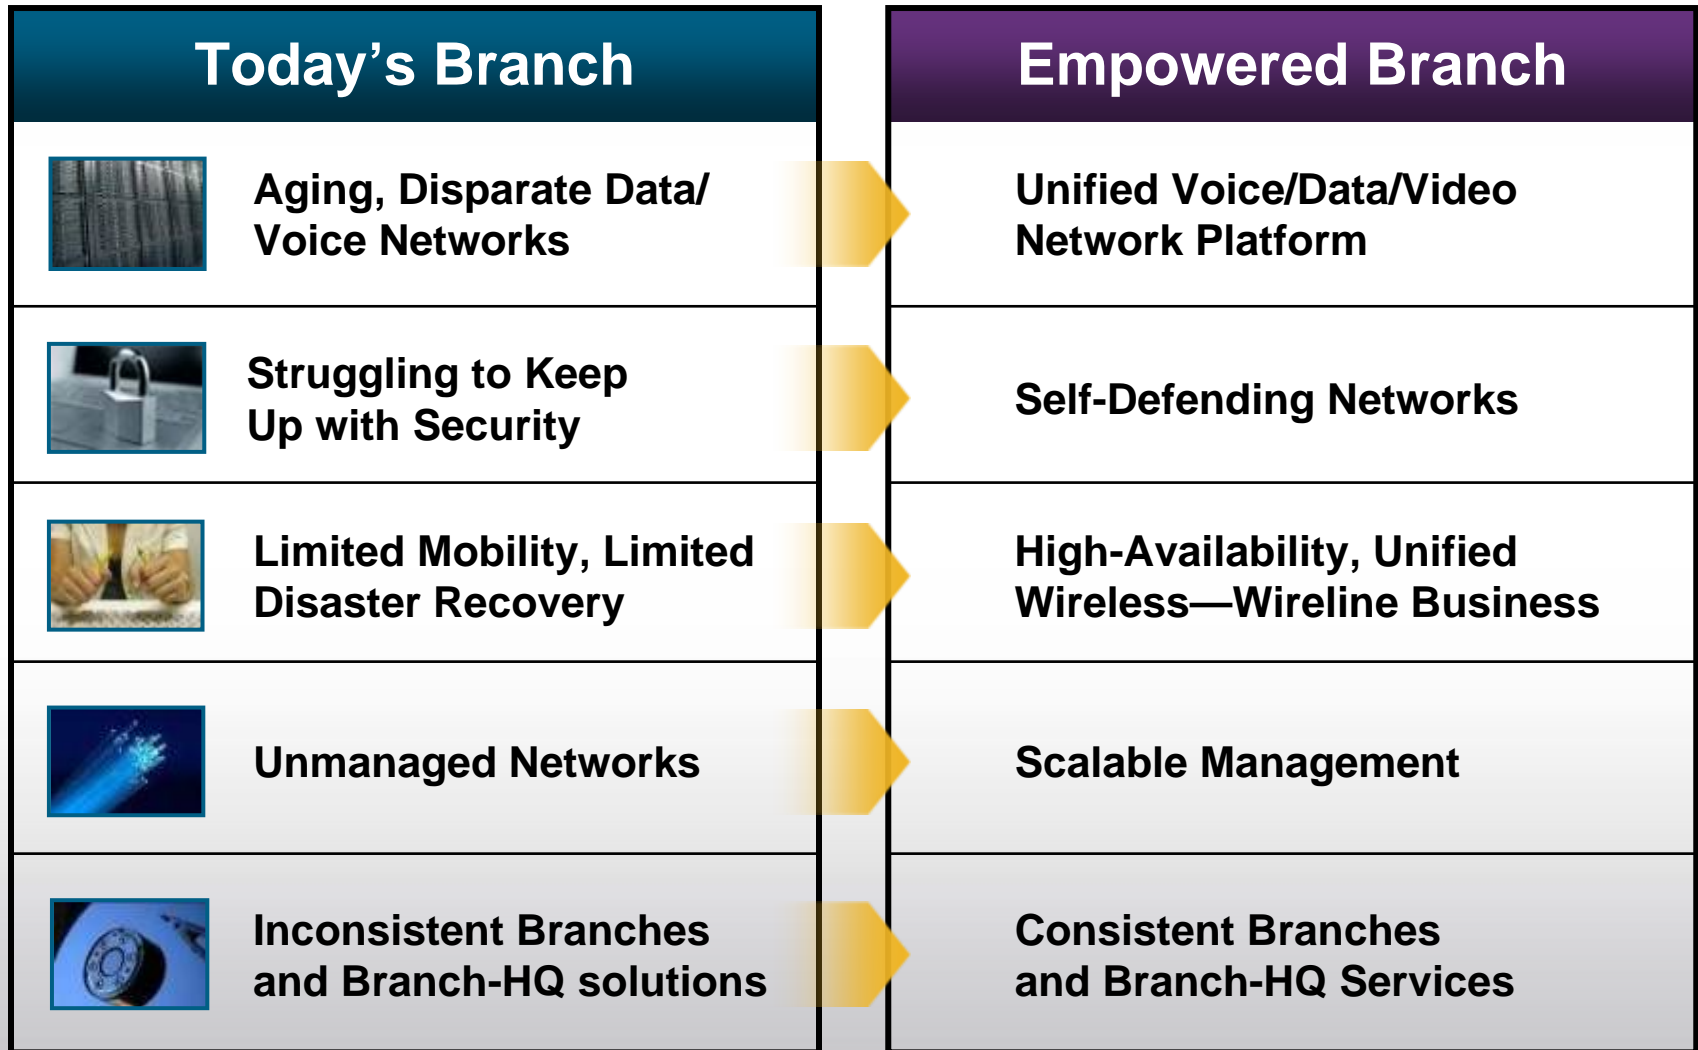 Today’s Branch
Empowered Branch
Aging, Disparate Data/
Voice Networks
Unified Voice/Data/Video
Network Platform
Struggling to Keep
Up with Security
Self-Defending Networks
Limited Mobility, Limited
Disaster Recovery
High-Availability, Unified
Wireless—Wireline Business
Unmanaged Networks
Scalable Management
Inconsistent Branches
and Branch-HQ solutions
Consistent Branches
and Branch-HQ Services